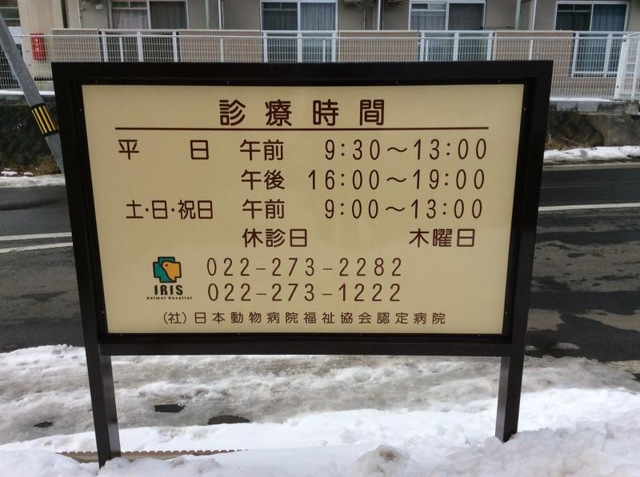 診療時間
平日 午前 9:30～13:00
午後 16:00～19:00
土・日・祝日 午前 9:00～13:00
休診日 木曜日
022-273-2282
IRIS
Animal Hospital
022-273-1222
(社)日本動物病院福祉協会認定病院